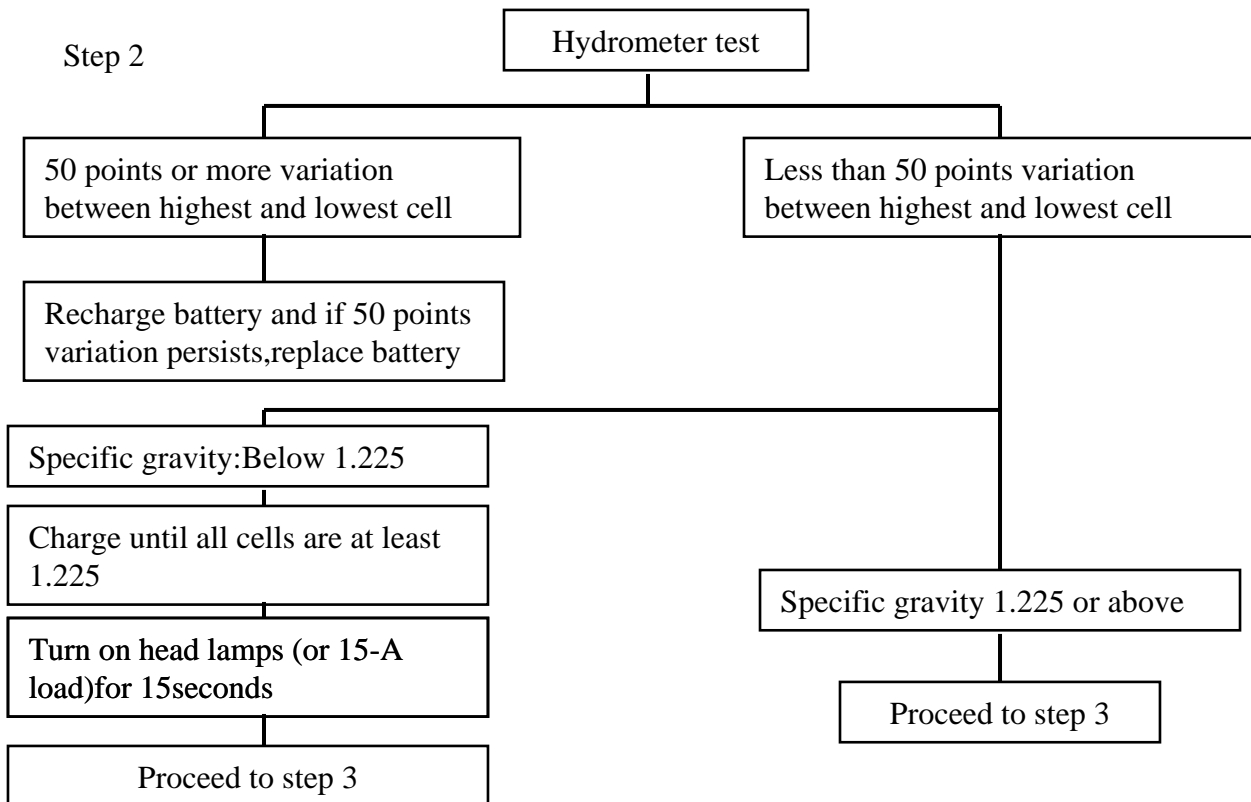 Step 2
Hydrometer test
50 points or more variation
between highest and lowest cell
Less than 50 points variation
between highest and lowest cell
Recharge battery and if 50 points
variation persists,replace battery
Specific gravity:Below 1.225
Charge until all cells are at least
1.225
Specific gravity 1.225 or above
Turn on head lamps (or 15-A
load)for 15seconds
Proceed to step 3
Proceed to step 3